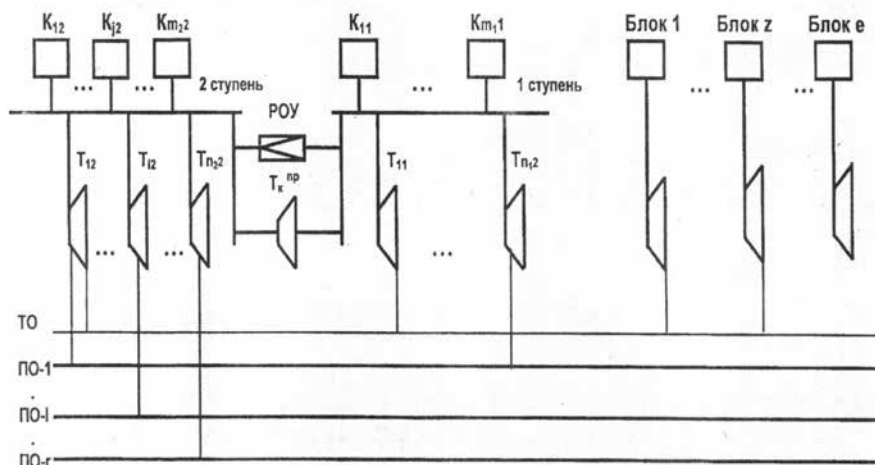 K₁₂ Kⱼ₂ Km₂2 K₁₁ Km₁1 Блок 1 Блок z Блок e
... ... 2 ступень ... 1 ступень ... ...
РОУ
T₁₂ Tᵢ₂ Tn₂2 Tₖпр T₁₁ Tn₁2
... ... ...
ТО
ПО-1
.
ПО-l
.
ПО-r